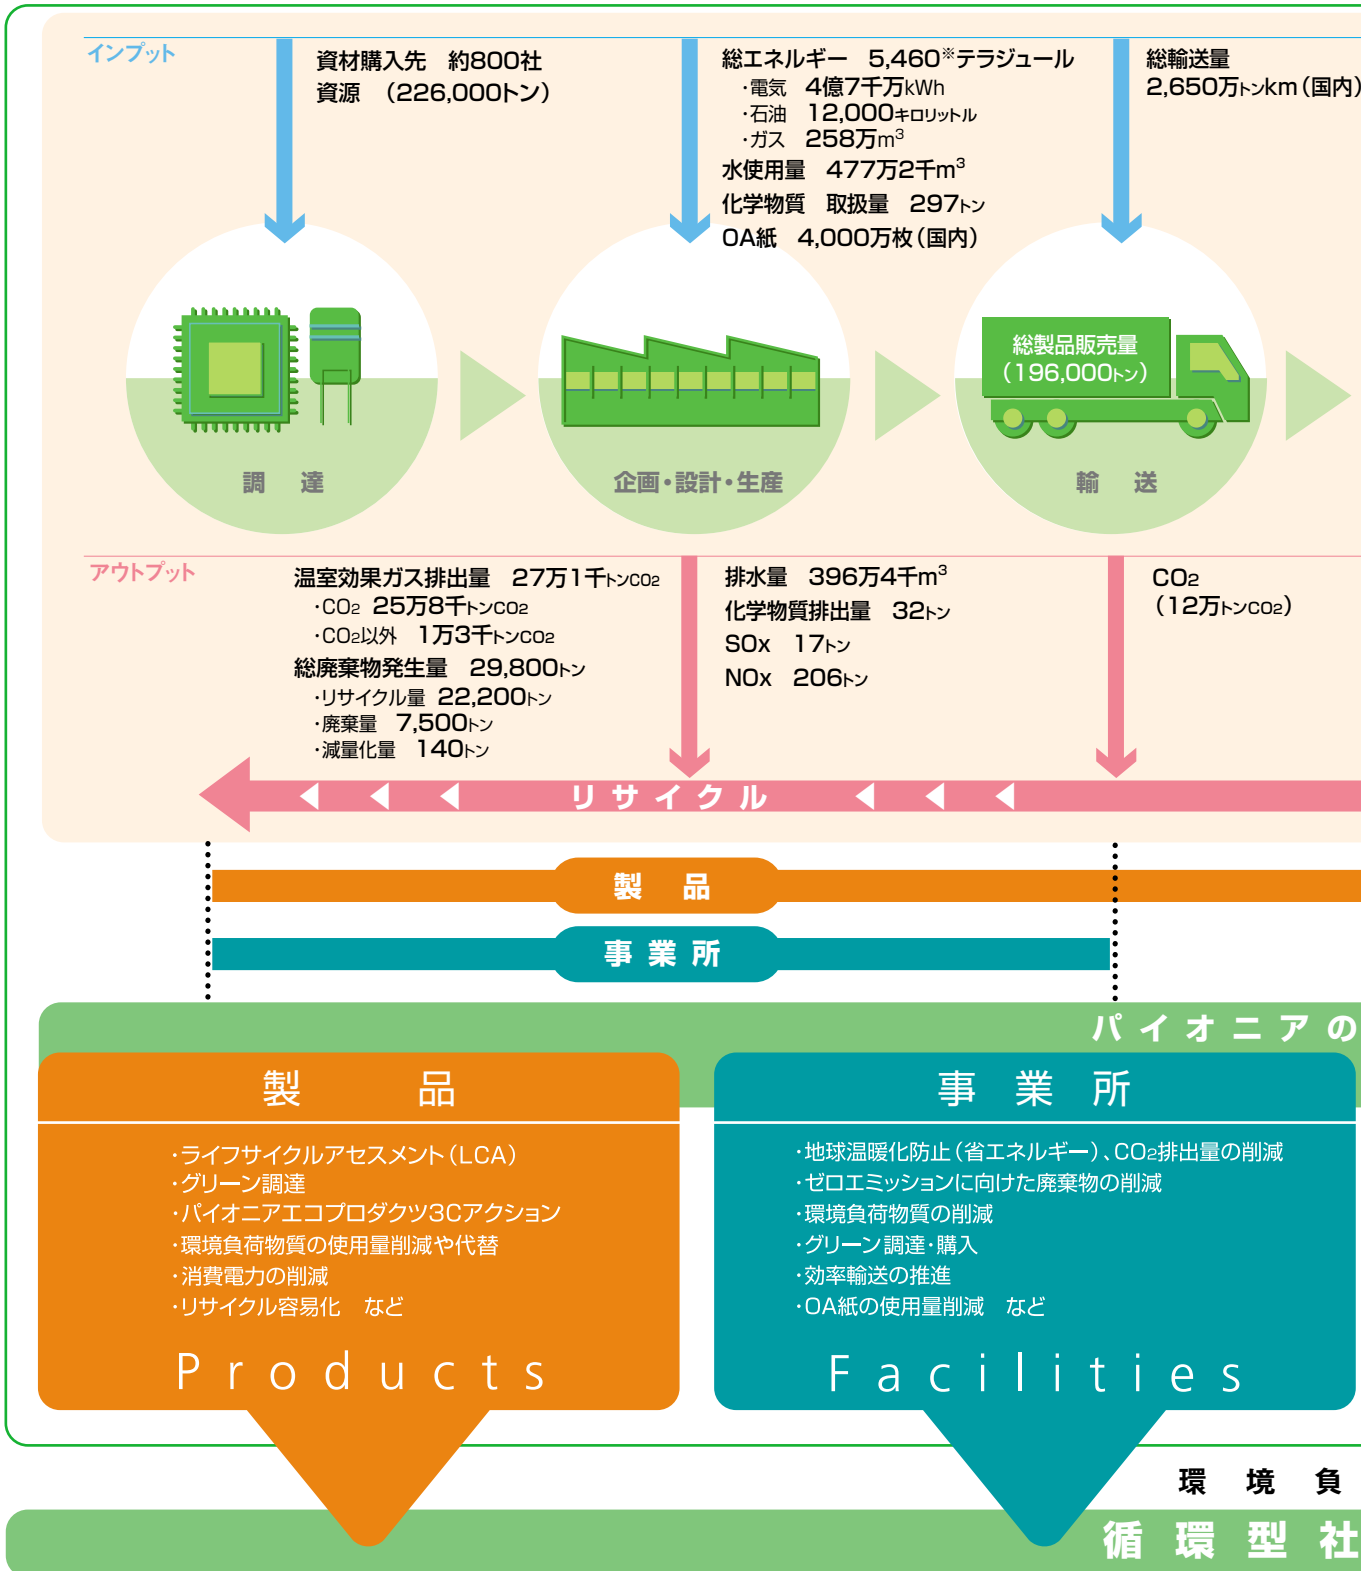 インプット
資材購入先　約800社
資源　（226,000トン）
総エネルギー　5,460※テラジュール
・電気　4億7千万kWh
・石油　12,000キロリットル
・ガス　258万m³
水使用量　477万2千m³
化学物質　取扱量　297トン
OA紙　4,000万枚（国内）
総輸送量
2,650万トンkm（国内）
総製品販売量
（196,000トン）
調　達
企画・設計・生産
輸　送
アウトプット
温室効果ガス排出量　27万1千トンCO₂
・CO₂ 25万8千トンCO₂
・CO₂以外　1万3千トンCO₂
総廃棄物発生量　29,800トン
・リサイクル量 22,200トン
・廃棄量　7,500トン
・減量化量　140トン
排水量　396万4千m³
化学物質排出量　32トン
SOx　17トン
NOx　206トン
CO₂
（12万トンCO₂）
リサイクル
製　品
事業所
パイオニアの
製　品
・ライフサイクルアセスメント（LCA）
・グリーン調達
・パイオニアエコプロダクツ3Cアクション
・環境負荷物質の使用量削減や代替
・消費電力の削減
・リサイクル容易化　など
Products
事業所
・地球温暖化防止（省エネルギー）、CO₂排出量の削減
・ゼロエミッションに向けた廃棄物の削減
・環境負荷物質の削減
・グリーン調達・購入
・効率輸送の推進
・OA紙の使用量削減　など
Facilities
環境負
循環型社